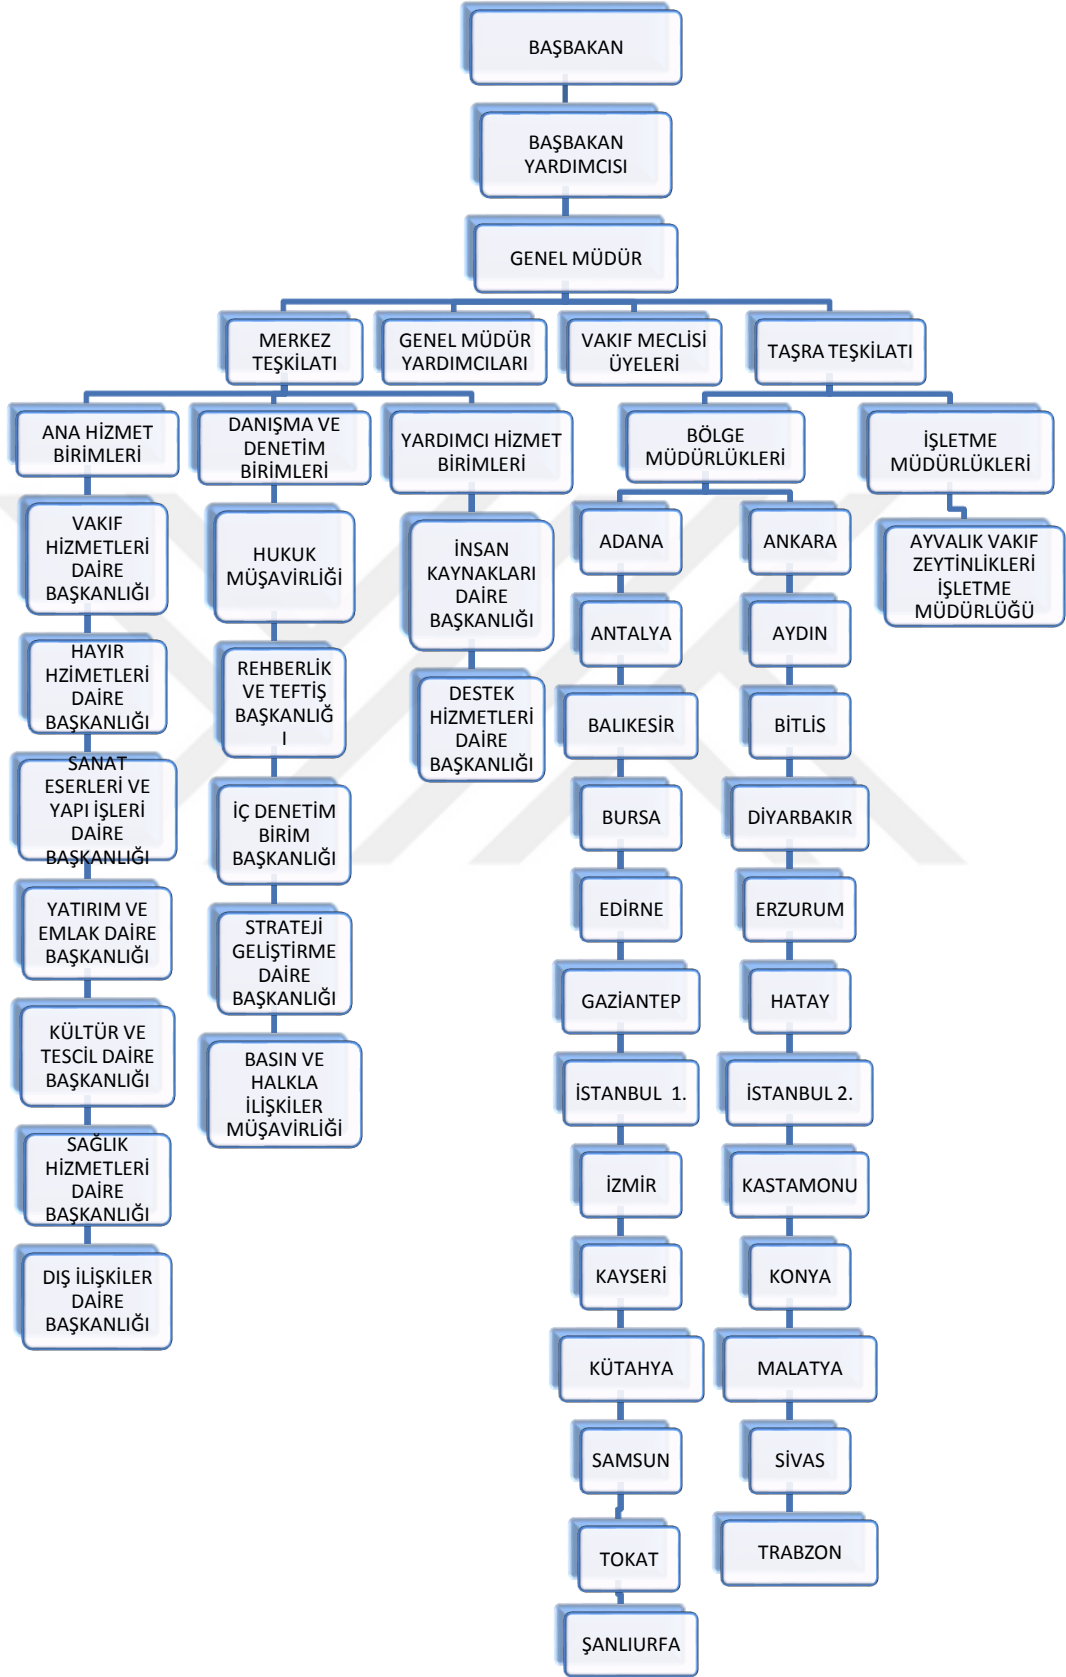 BAŞBAKAN
BAŞBAKAN
YARDIMCISI
GENEL MÜDÜR
MERKEZ
TEŞKİLATI
GENEL MÜDÜR
YARDIMCILARI
VAKIF MECLİSİ
ÜYELERİ
TAŞRA TEŞKİLATI
ANA HİZMET
BİRİMLERİ
DANIŞMA VE
DENETİM
BİRİMLERİ
YARDIMCI HİZMET
BİRİMLERİ
BÖLGE
MÜDÜRLÜKLERİ
İŞLETME
MÜDÜRLÜKLERİ
VAKIF
HİZMETLERİ
DAİRE
BAŞKANLIĞI
HAYIR
HZİMETLERİ
DAİRE
BAŞKANLIĞI
SANAT
ESERLERİ VE
YAPI İŞLERİ
DAİRE
BAŞKANLIĞI
YATIRIM VE
EMLAK DAİRE
BAŞKANLIĞI
KÜLTÜR VE
TESCİL DAİRE
BAŞKANLIĞI
SAĞLIK
HİZMETLERİ
DAİRE
BAŞKANLIĞI
DIŞ İLİŞKİLER
DAİRE
BAŞKANLIĞI
HUKUK
MÜŞAVİRLİĞİ
REHBERLİK
VE TEFTİŞ
BAŞKANLIĞ
I
İÇ DENETİM
BİRİM
BAŞKANLIĞI
STRATEJİ
GELİŞTİRME
DAİRE
BAŞKANLIĞI
BASIN VE
HALKLA
İLİŞKİLER
MÜŞAVİRLİĞİ
İNSAN
KAYNAKLARI
DAİRE
BAŞKANLIĞI
DESTEK
HİZMETLERİ
DAİRE
BAŞKANLIĞI
ADANA
ANTALYA
BALIKESİR
BURSA
EDİRNE
GAZİANTEP
İSTANBUL  1.
İZMİR
KAYSERİ
KÜTAHYA
SAMSUN
TOKAT
ŞANLIURFA
ANKARA
AYDIN
BİTLİS
DİYARBAKIR
ERZURUM
HATAY
İSTANBUL 2.
KASTAMONU
KONYA
MALATYA
SİVAS
TRABZON
AYVALIK VAKIF
ZEYTİNLİKLERİ
İŞLETME
MÜDÜRLÜĞÜ